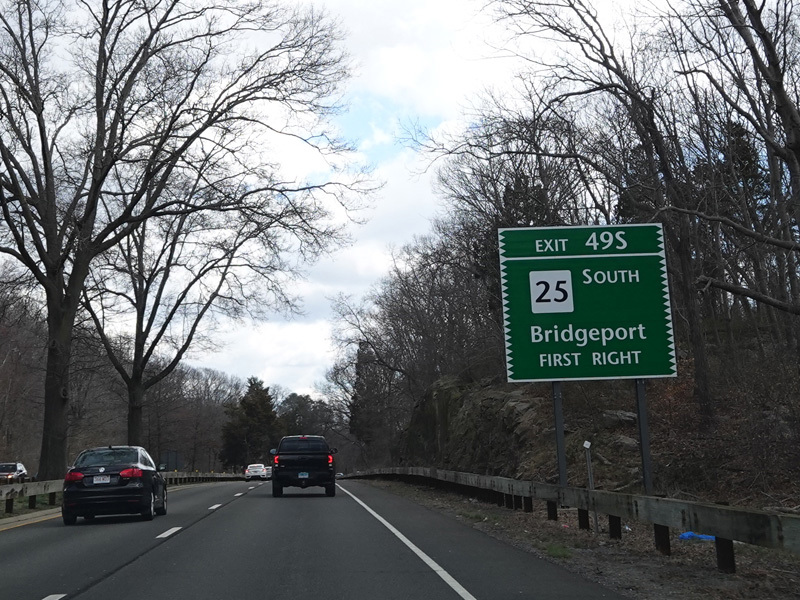 EXIT 49S
25 SOUTH
Bridgeport
FIRST RIGHT